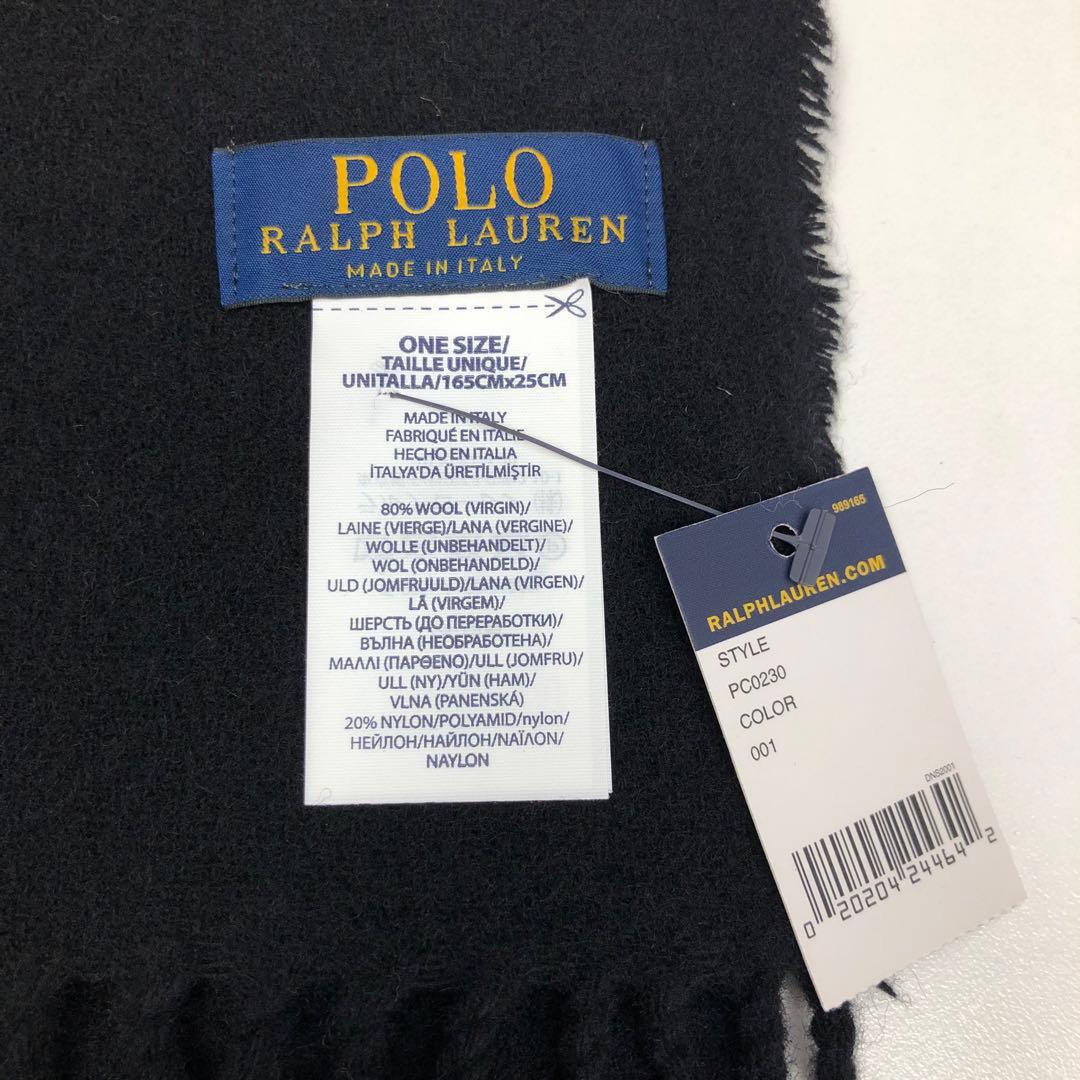 POLO
RALPH LAUREN
MADE IN ITALY
ONE SIZE/
TAILLE UNIQUE/
UNITALLA/165CMx25CM
MADE IN ITALY
FABRIQUÉ EN ITALIE
HECHO EN ITALIA
İTALYA'DA ÜRETİLMİŞTİR
80% WOOL (VIRGIN)/
LAINE (VIERGE)/LANA (VERGINE)/
WOLLE (UNBEHANDELT)/
WOL (ONBEHANDELD)/
ULD (JOMFRUULD)/LANA (VIRGEN)/
LÃ (VIRGEM)/
ШЕРСТЬ (ДО ПЕРЕРАБОТКИ)/
ВЪЛНА (НЕОБРАБОТЕНА)/
ΜΑΛΛΙ (ΠΑΡΘΕΝΟ)/ULL (JOMFRU)/
ULL (NY)/YÜN (HAM)/
VLNA (PANENSKÁ)
20% NYLON/POLYAMID/nylon/
НЕЙЛОН/НАЙЛОН/ΝΑΪΛΟΝ/
NAYLON
989165
RALPHLAUREN.COM
STYLE
PC0230
COLOR
001
DNS2001
0 20204 24464 2